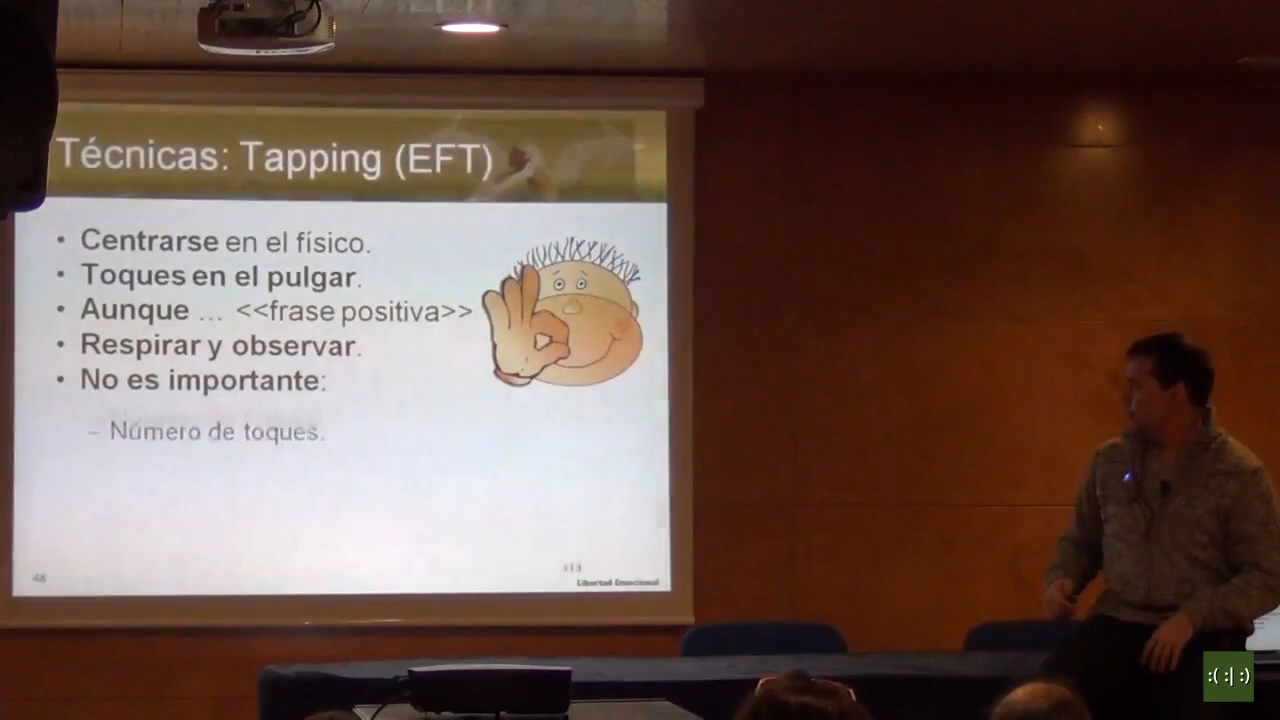 Técnicas: Tapping (EFT)
• Centrarse en el físico.
• Toques en el pulgar.
• Aunque ... <<frase positiva>>
• Respirar y observar.
• No es importante:
– Número de toques.
48
Libertad Emocional
:( :| :)